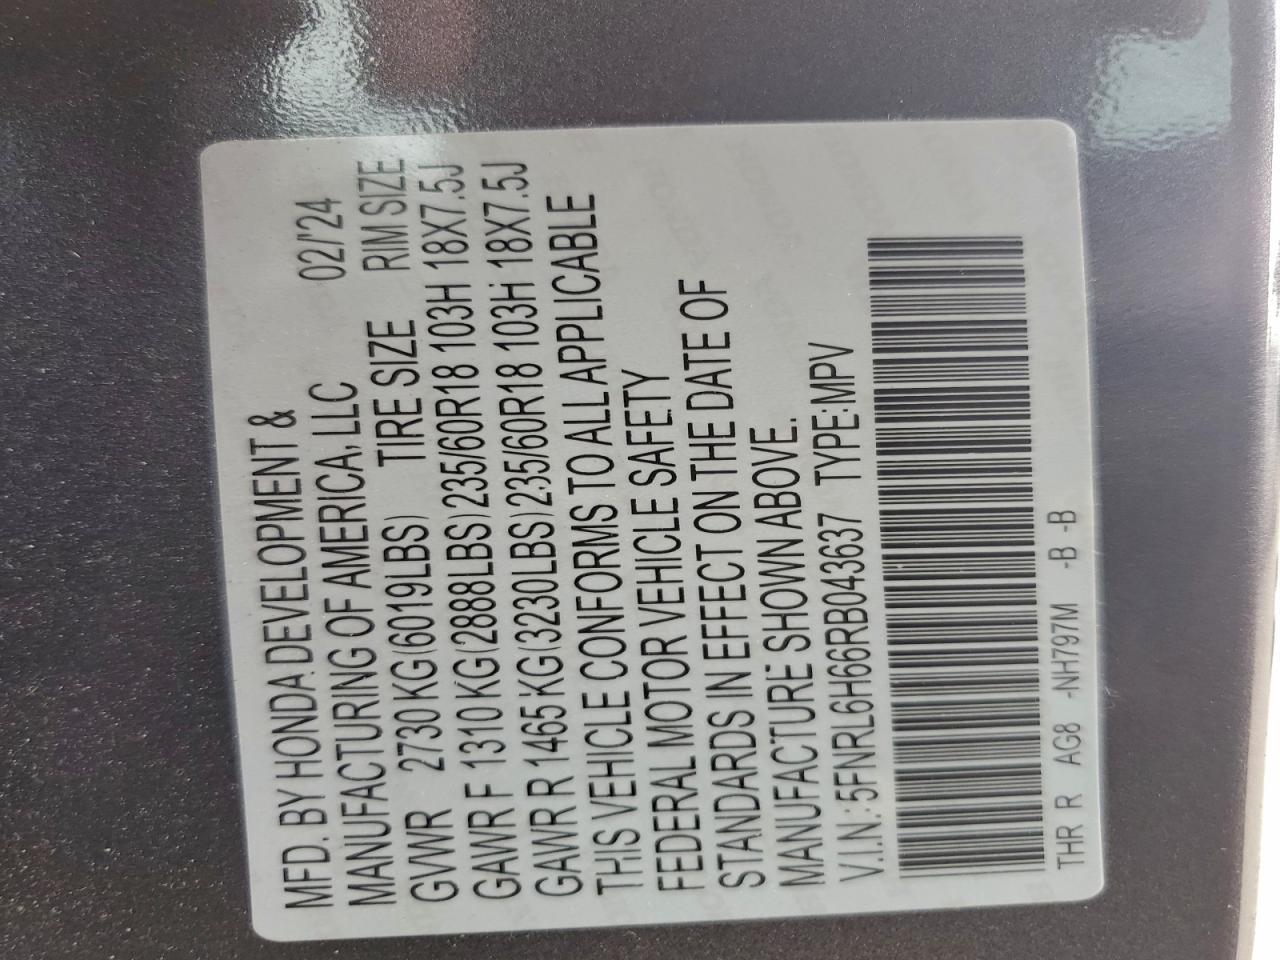 MFD. BY HONDA DEVELOPMENT &
MANUFACTURING OF AMERICA, LLC 02/'24
GVWR 2730 KG(6019LBS) TIRE SIZE RIM SIZE
GAWR F 1310 KG(2888LBS) 235/60R18 103H 18X7.5J
GAWR R 1465 KG(3230LBS) 235/60R18 103H 18X7.5J
THIS VEHICLE CONFORMS TO ALL APPLICABLE
FEDERAL MOTOR VEHICLE SAFETY
STANDARDS IN EFFECT ON THE DATE OF
MANUFACTURE SHOWN ABOVE.
V.I.N.:5FNRL6H66RB043637 TYPE:MPV
THR R AG8 -NH797M -B -B